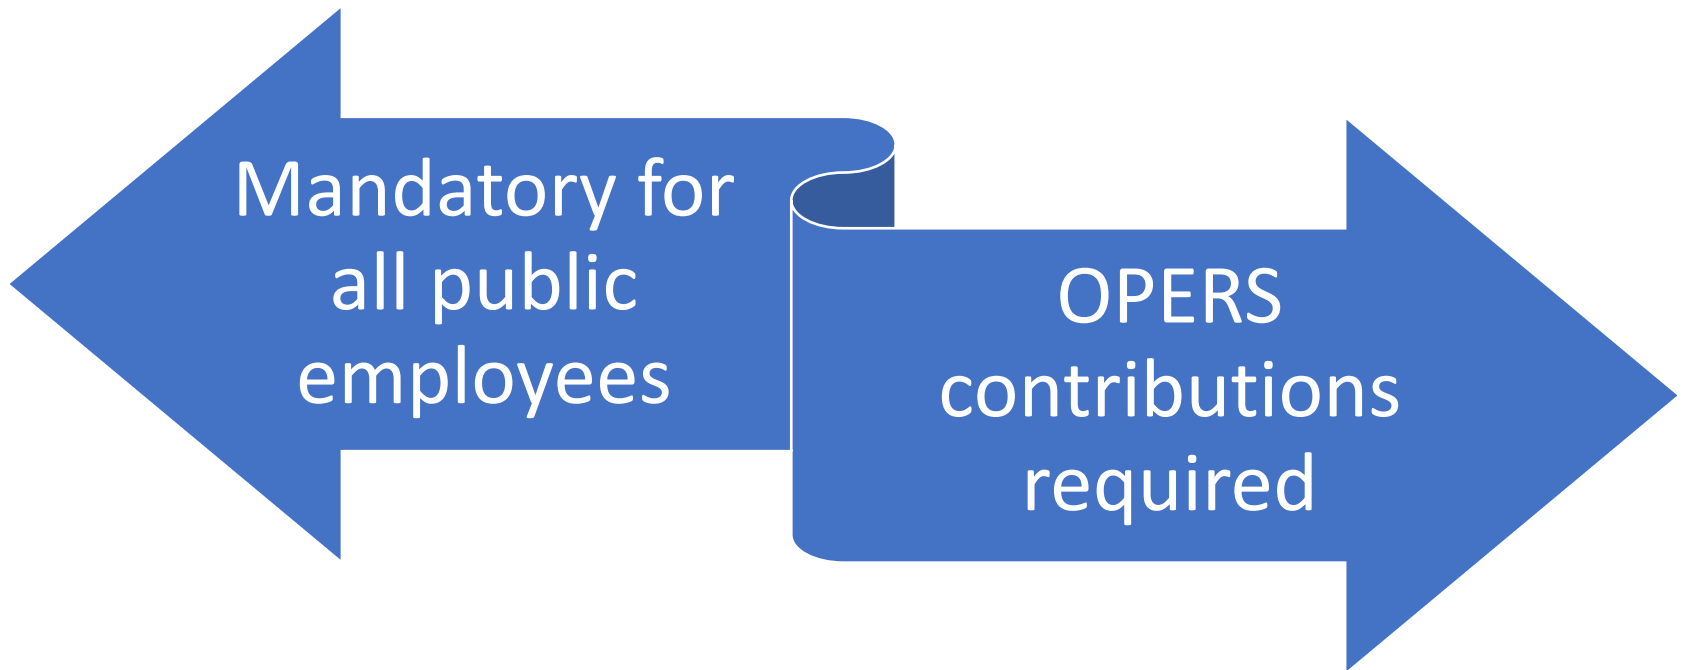 Mandatory for
all public
employees
OPERS
contributions
required